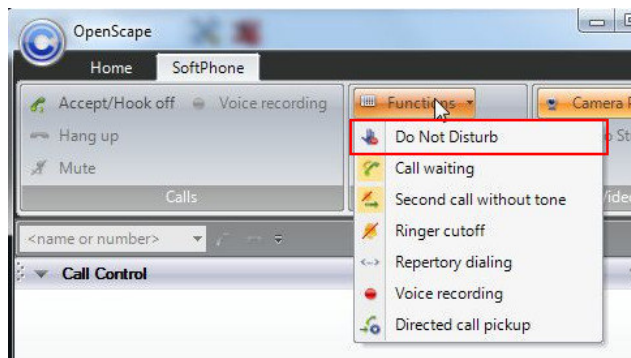 OpenScape
Home SoftPhone
Accept/Hook off Voice recording
Hang up
Mute
Calls
Functions
Camera
Do Not Disturb
Call waiting
Second call without tone
Ringer cutoff
Repertory dialing
Voice recording
Directed call pickup
<name or number>
Call Control